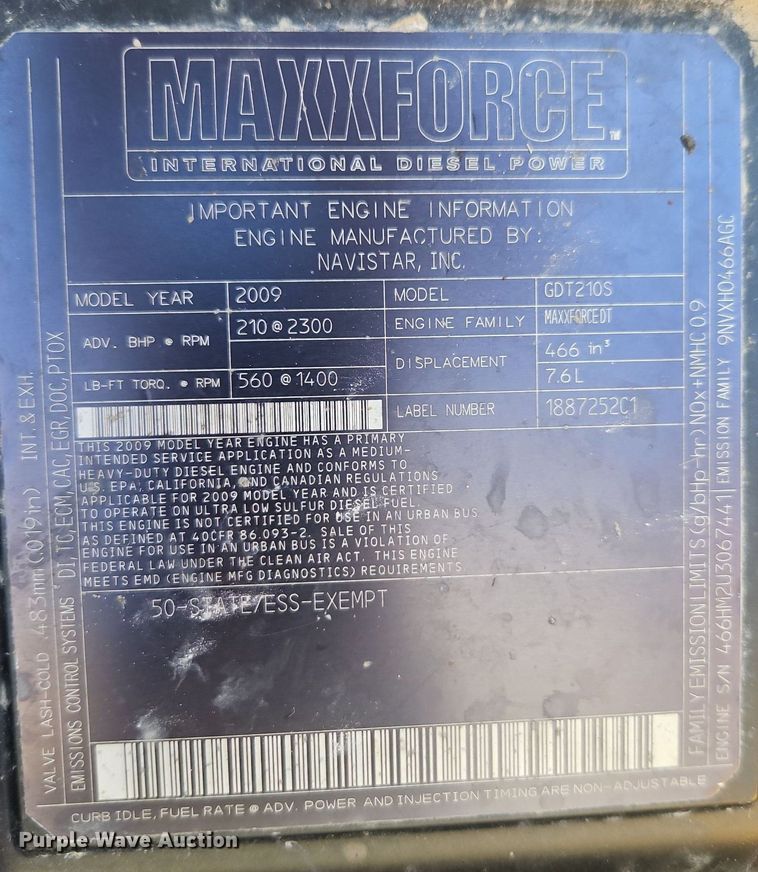 MAXXFORCE™
INTERNATIONAL DIESEL POWER
IMPORTANT ENGINE INFORMATION
ENGINE MANUFACTURED BY:
NAVISTAR, INC.
MODEL YEAR 2009 MODEL GDT210S
ADV. BHP @ RPM 210 @ 2300 ENGINE FAMILY MAXXFORCEDT
DISPLACEMENT 466 in³
7.6L
LB-FT TORQ. @ RPM 560 @ 1400
LABEL NUMBER 1887252C1
THIS 2009 MODEL YEAR ENGINE HAS A PRIMARY
INTENDED SERVICE APPLICATION AS A MEDIUM-
HEAVY-DUTY DIESEL ENGINE AND CONFORMS TO
U.S. EPA, CALIFORNIA, AND CANADIAN REGULATIONS
APPLICABLE FOR 2009 MODEL YEAR AND IS CERTIFIED
TO OPERATE ON ULTRA LOW SULFUR DIESEL FUEL.
THIS ENGINE IS NOT CERTIFIED FOR USE IN AN URBAN BUS
AS DEFINED AT 40CFR 86.093-2. SALE OF THIS
ENGINE FOR USE IN AN URBAN BUS IS A VIOLATION OF
FEDERAL LAW UNDER THE CLEAN AIR ACT. THIS ENGINE
MEETS EMD (ENGINE MFG DIAGNOSTICS) REQUIREMENTS.
50-STATE/ESS-EXEMPT
VALVE LASH-COLD .483mm (.019in) INT. & EXH.
EMISSIONS CONTROL SYSTEMS DI, TC, ECM, CAC, EGR, DOC, PTOX
FAMILY EMISSION LIMITS (g/bhp-hr) NOx+NMHC 0.9
ENGINE S/N 466HM2U3067441 EMISSION FAMILY 9NVXH0466AGC
CURB IDLE, FUEL RATE @ ADV. POWER AND INJECTION TIMING ARE NON-ADJUSTABLE
Purple Wave Auction